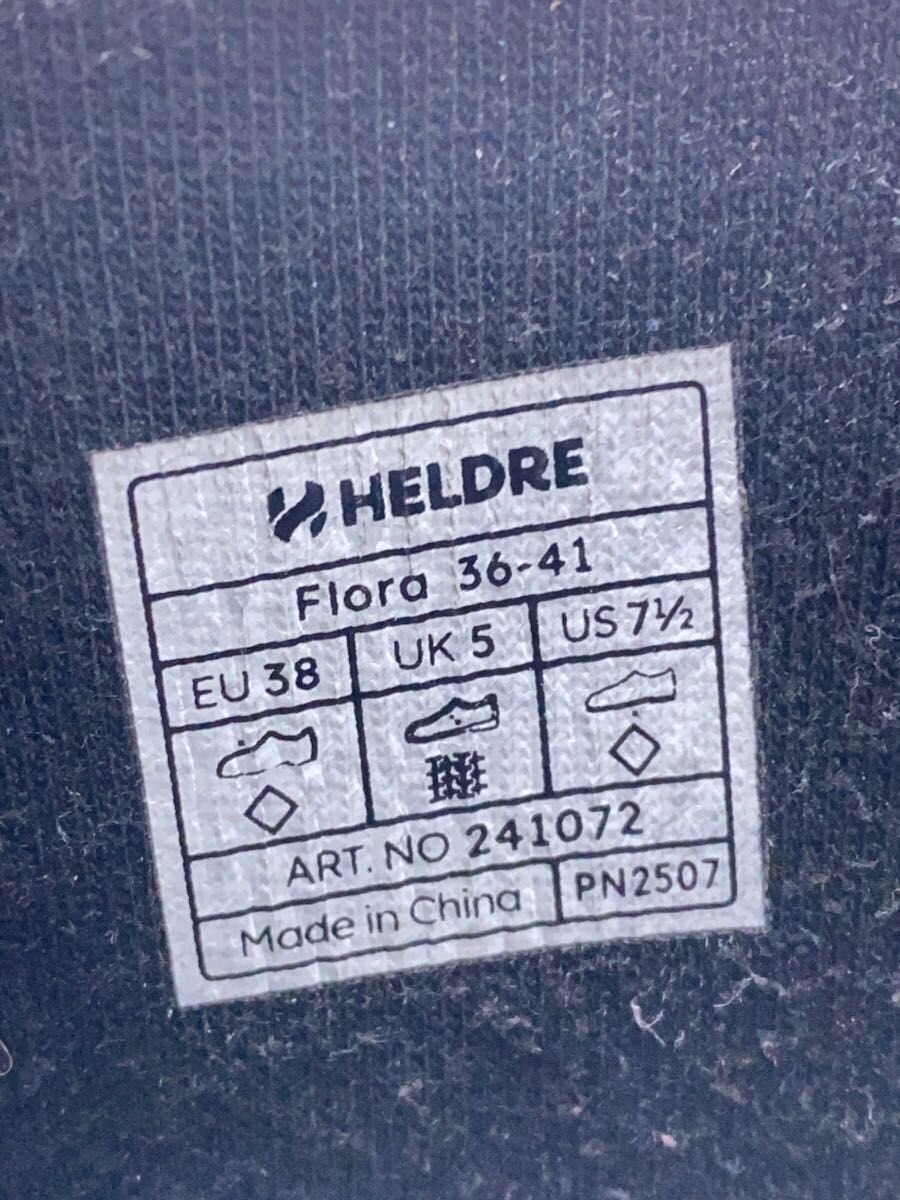 HELDRE
Flora 36-41
EU 38 UK 5 US 7½
ART. NO 241072
Made in China PN2507